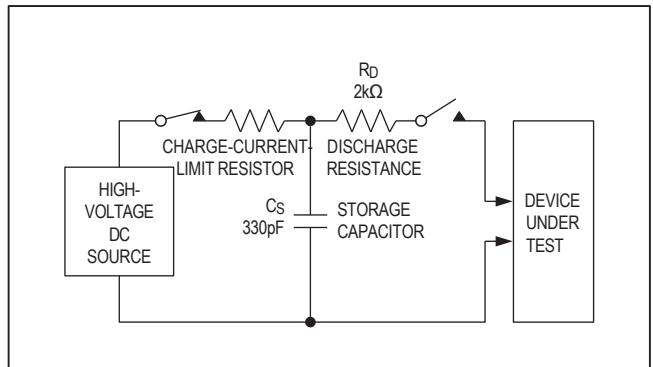 RD
2kΩ
CHARGE-CURRENT-
LIMIT RESISTOR
DISCHARGE
RESISTANCE
HIGH-
VOLTAGE
DC
SOURCE
CS
330pF
STORAGE
CAPACITOR
DEVICE
UNDER
TEST